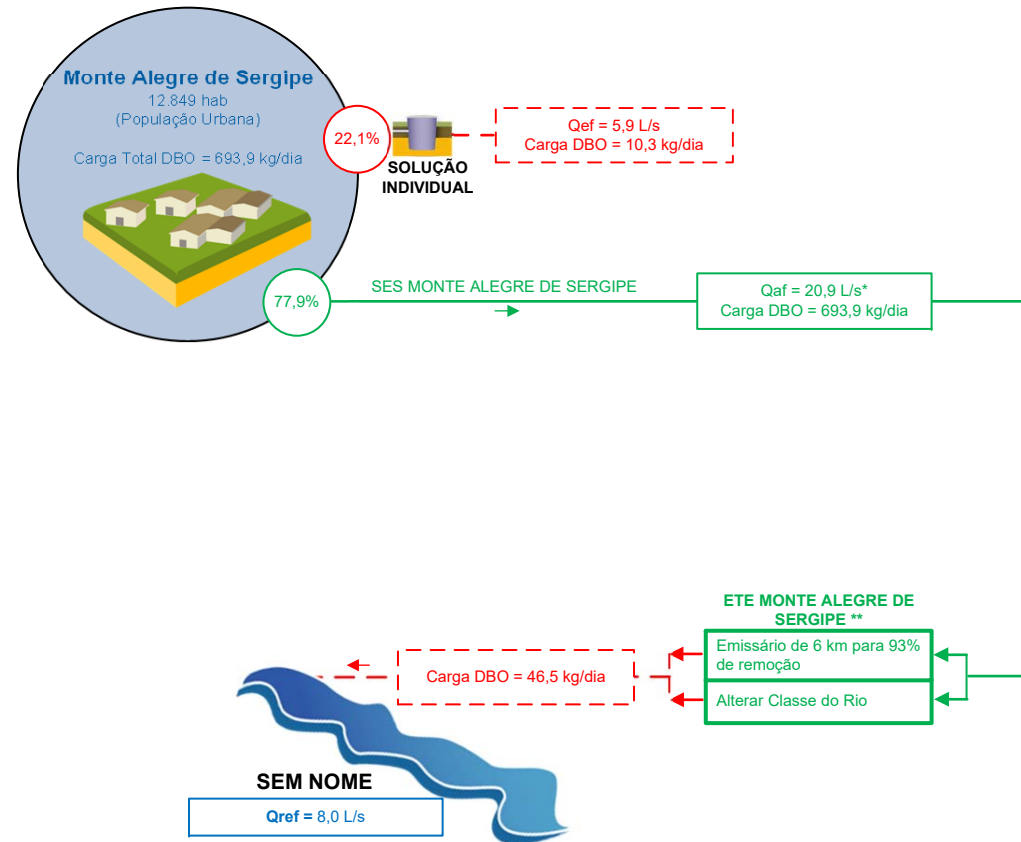 Monte Alegre de Sergipe
12.849 hab
(População Urbana)
Carga Total DBO = 693,9 kg/dia
22,1%
SOLUÇÃO
INDIVIDUAL
Qef = 5,9 L/s
Carga DBO = 10,3 kg/dia
77,9%
SES MONTE ALEGRE DE SERGIPE
Qaf = 20,9 L/s*
Carga DBO = 693,9 kg/dia
ETE MONTE ALEGRE DE
SERGIPE **
Emissário de 6 km para 93%
de remoção
Alterar Classe do Rio
Carga DBO = 46,5 kg/dia
SEM NOME
Qref = 8,0 L/s